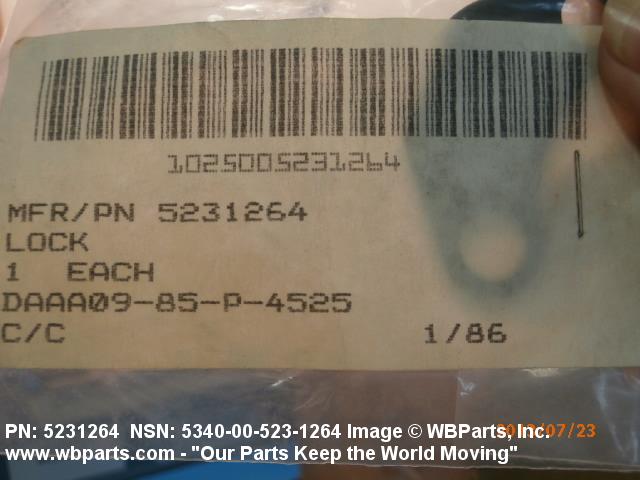 1025005231264
MFR/PN 5231264
LOCK
1 EACH
DAAA09-85-P-4525
C/C 1/86
PN: 5231264 NSN: 5340-00-523-1264 Image © WBParts, Inc.
www.wbparts.com - "Our Parts Keep the World Moving"